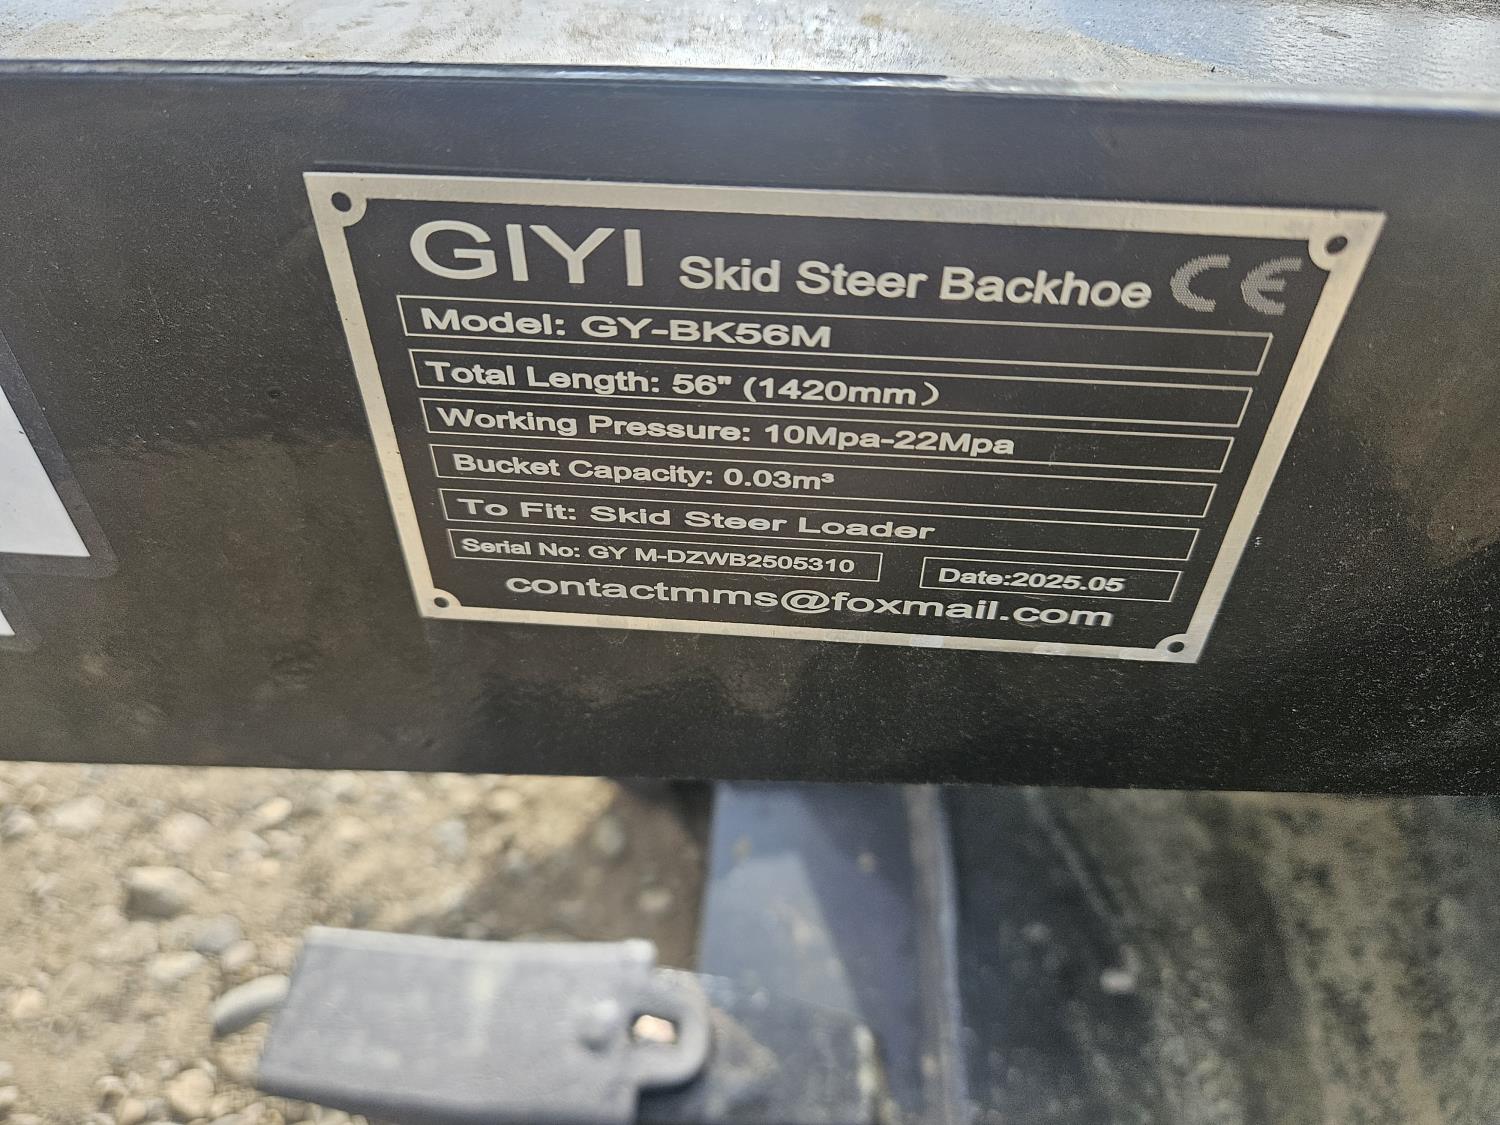 GIYI Skid Steer Backhoe CE
Model: GY-BK56M
Total Length: 56" (1420mm）
Working Pressure: 10Mpa-22Mpa
Bucket Capacity: 0.03m³
To Fit: Skid Steer Loader
Serial No: GY M-DZWB2505310 Date:2025.05
contactmms@foxmail.com